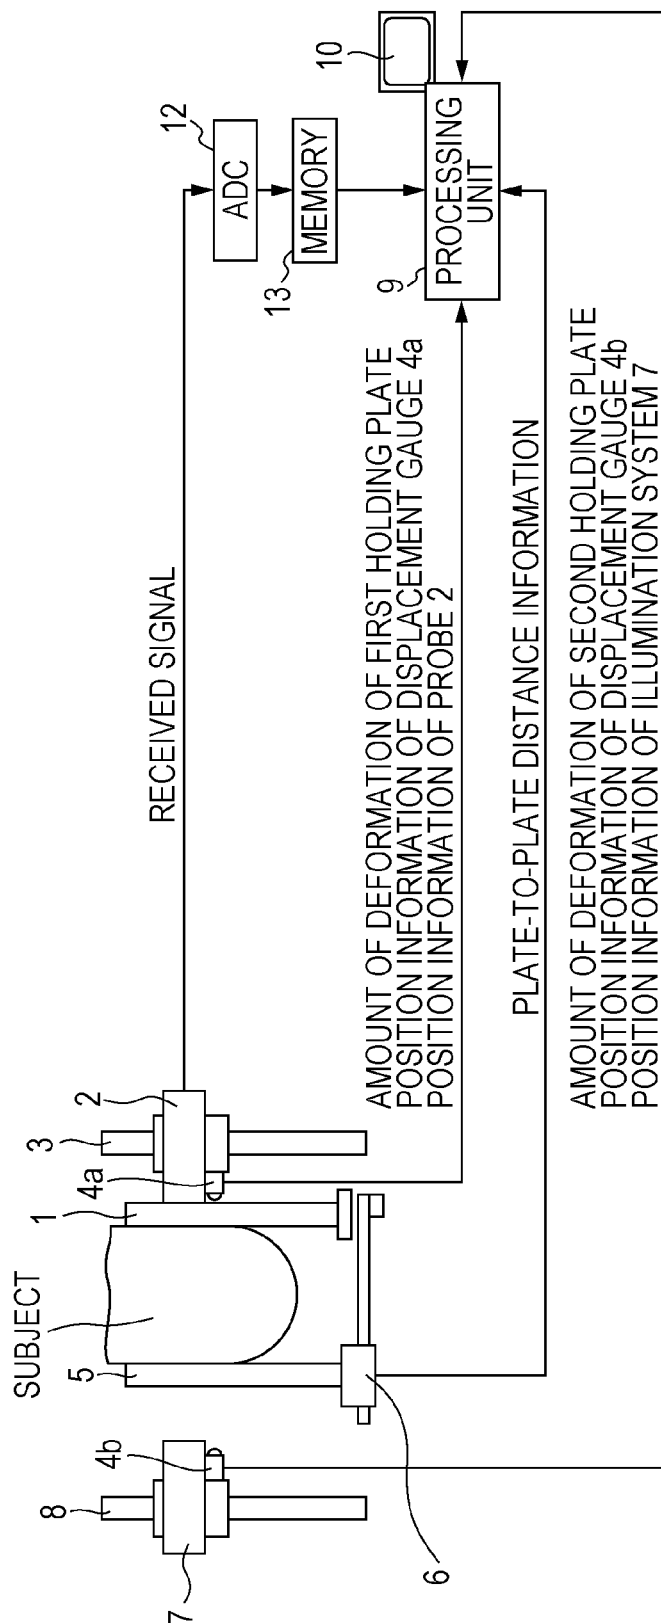 SUBJECT
8
7
4b
5
6
1
4a
3
2
RECEIVED SIGNAL
12
ADC
13
MEMORY
10
9
PROCESSING
UNIT
AMOUNT OF DEFORMATION OF FIRST HOLDING PLATE
POSITION INFORMATION OF DISPLACEMENT GAUGE 4a
POSITION INFORMATION OF PROBE 2
PLATE-TO-PLATE DISTANCE INFORMATION
AMOUNT OF DEFORMATION OF SECOND HOLDING PLATE
POSITION INFORMATION OF DISPLACEMENT GAUGE 4b
POSITION INFORMATION OF ILLUMINATION SYSTEM 7